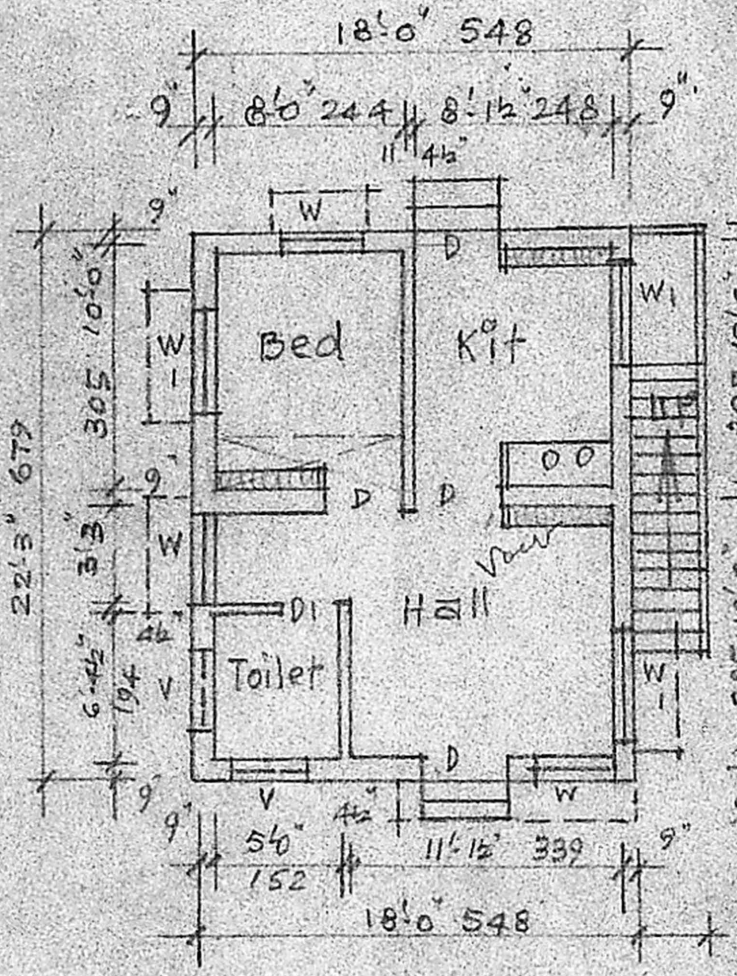 18'-0" 548
9" 8'-0" 244 8'-1½" 248 9"
4½"
9"
W
D
W1
10'-0"
305
W
1
Bed
Kit
22'-3" 679
9"
D
D
3'3"
W
Hall
4½"
D1
6'-4½"
194
V
Toilet
W
1
D
9"
V
4½"
W
9"
5'-0"
152
11'-1½" 339
9"
18'-0" 548